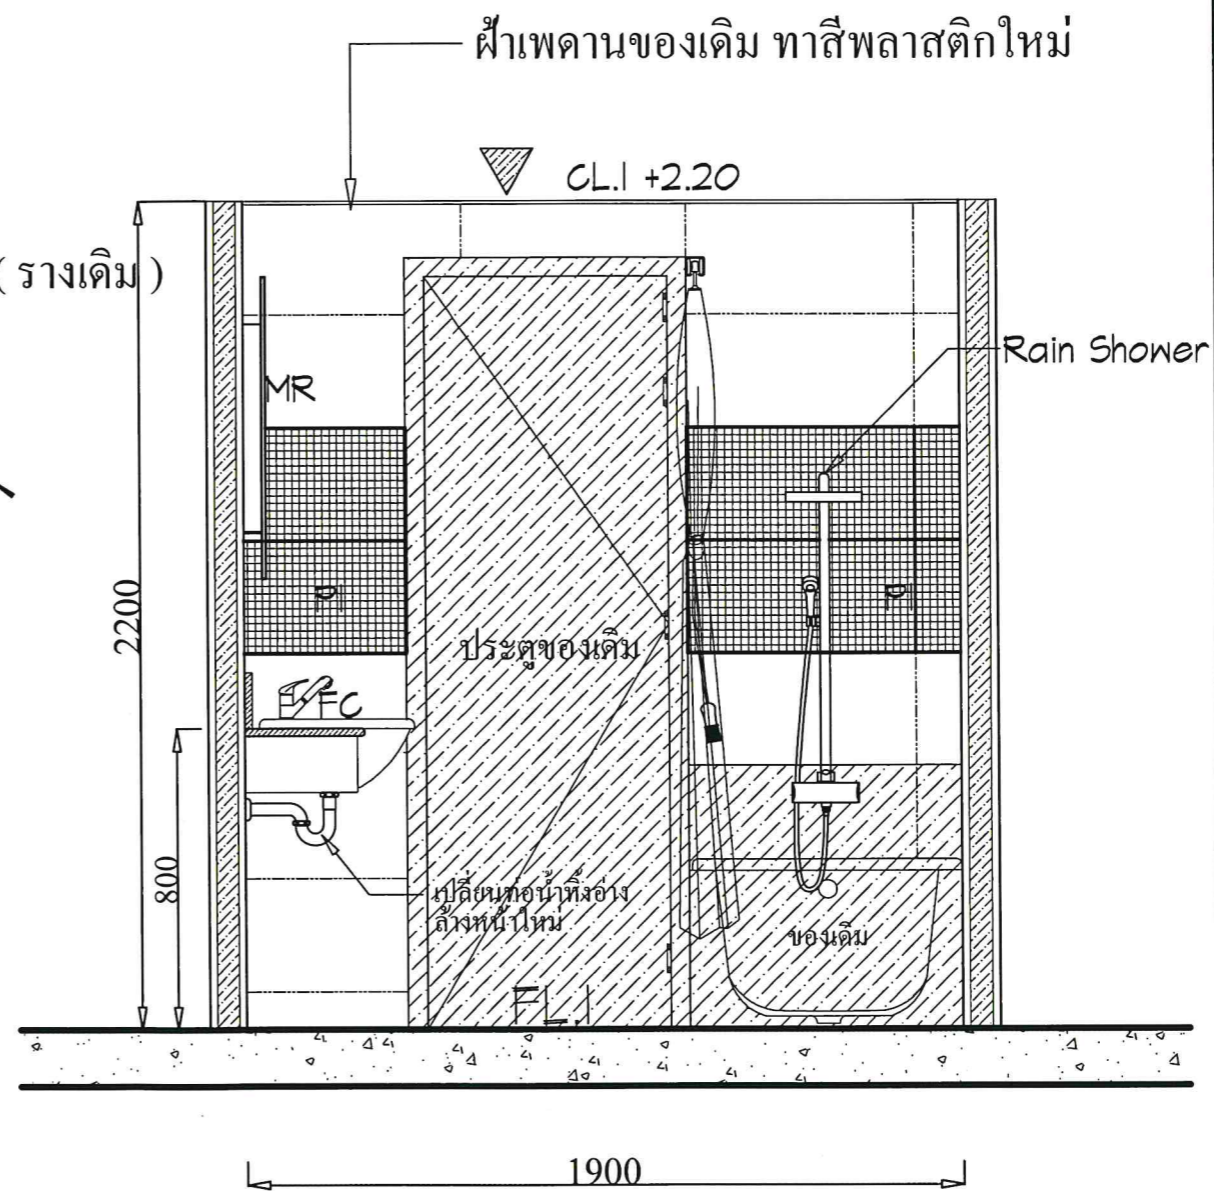 ฝ้าเพดานของเดิม ทาสีพลาสติกใหม่
CL.1 +2.20
( รางเดิม )
Rain Shower
MR
2200
ประตูของเดิม
FC
800
เปลี่ยนท่อน้ำทิ้งอ่าง
ล้างหน้าใหม่
ของเดิม
FL.1
1900